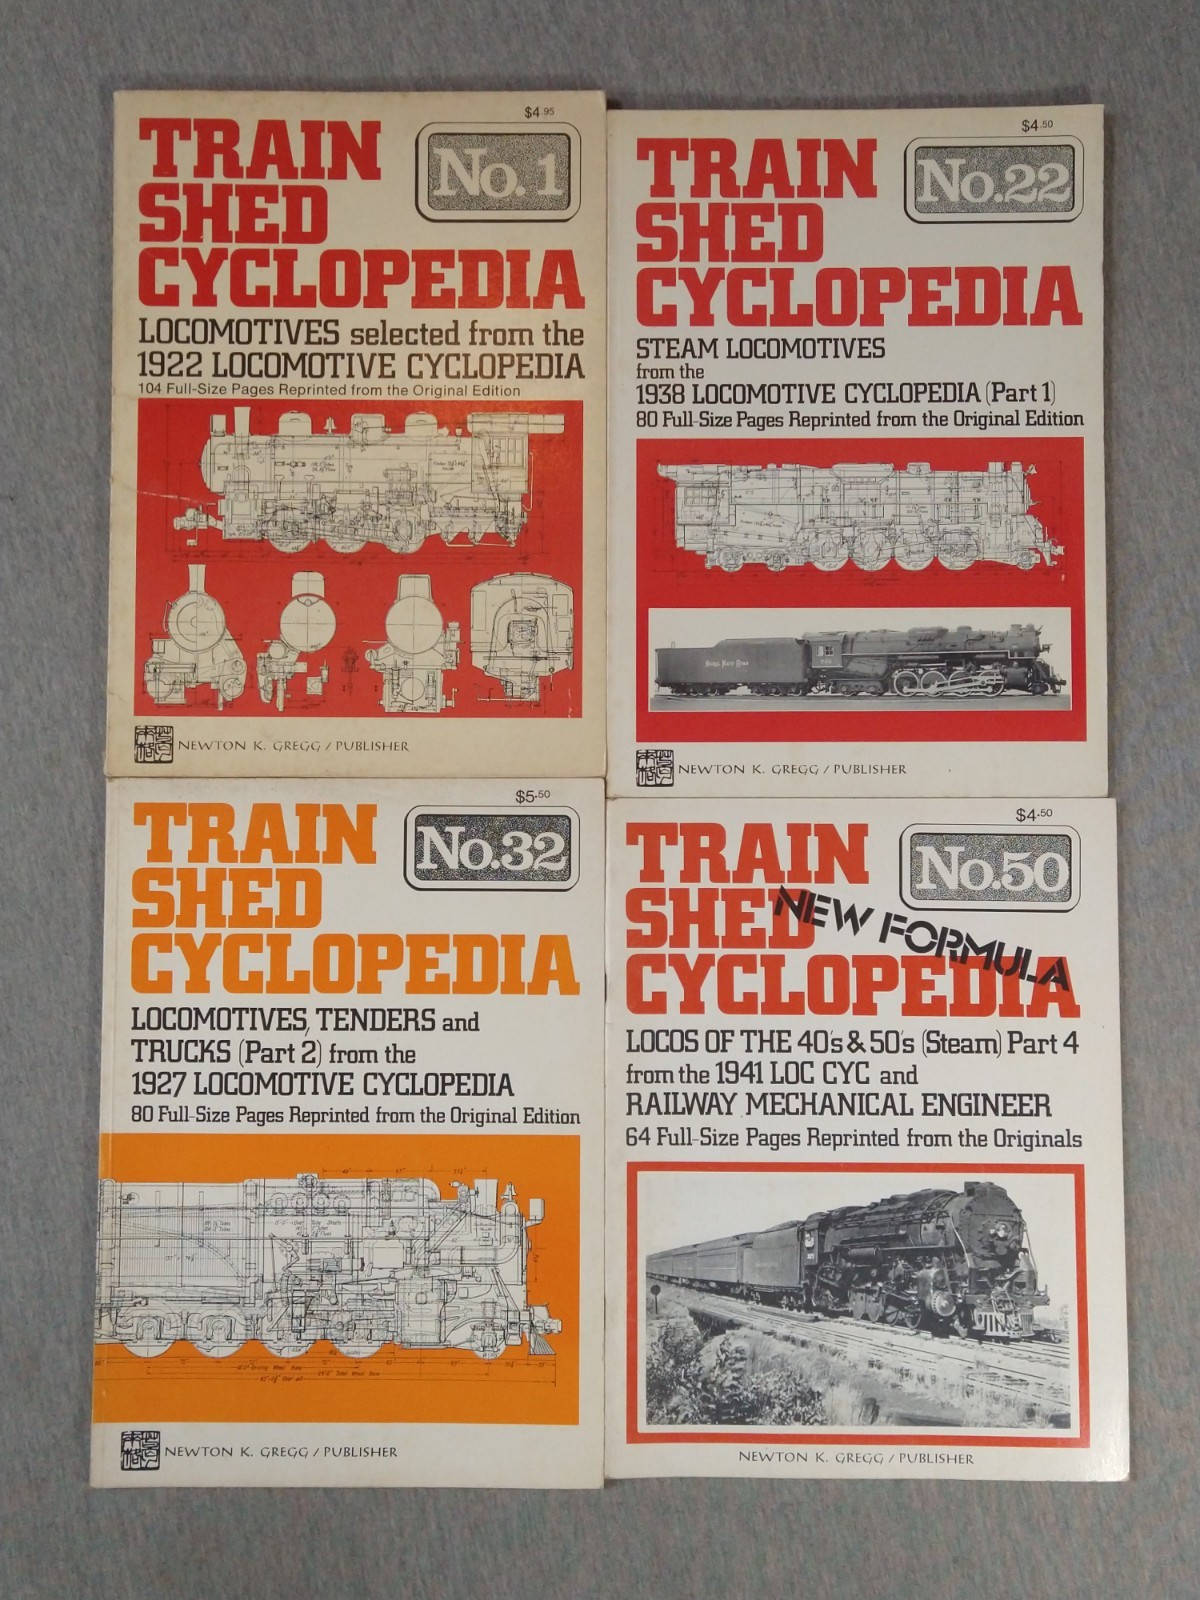 $4.95
TRAIN
SHED
CYCLOPEDIA
No.1
LOCOMOTIVES selected from the
1922 LOCOMOTIVE CYCLOPEDIA
104 Full-Size Pages Reprinted from the Original Edition
NEWTON K. GREGG / PUBLISHER
$4.50
TRAIN
SHED
CYCLOPEDIA
No.22
STEAM LOCOMOTIVES
from the
1938 LOCOMOTIVE CYCLOPEDIA (Part 1)
80 Full-Size Pages Reprinted from the Original Edition
NEWTON K. GREGG / PUBLISHER
$5.50
TRAIN
SHED
CYCLOPEDIA
No.32
LOCOMOTIVES, TENDERS and
TRUCKS (Part 2) from the
1927 LOCOMOTIVE CYCLOPEDIA
80 Full-Size Pages Reprinted from the Original Edition
NEWTON K. GREGG / PUBLISHER
$4.50
TRAIN
SHED
CYCLOPEDIA
No.50
NEW FORMULA
LOCOS OF THE 40's & 50's (Steam) Part 4
from the 1941 LOC CYC and
RAILWAY MECHANICAL ENGINEER
64 Full-Size Pages Reprinted from the Originals
NEWTON K. GREGG / PUBLISHER